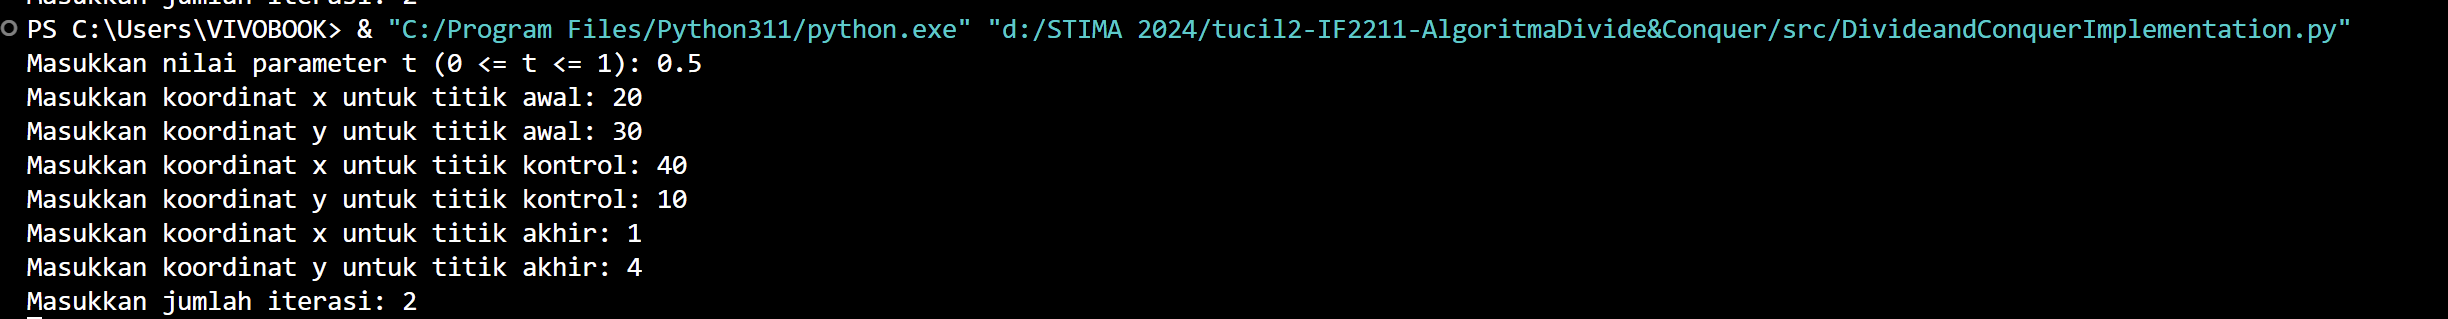 Masukkan jumlah iterasi: 2
PS C:\Users\VIVOBOOK> & "C:/Program Files/Python311/python.exe" "d:/STIMA 2024/tucil2-IF2211-AlgoritmaDivide&Conquer/src/DivideandConquerImplementation.py"
Masukkan nilai parameter t (0 <= t <= 1): 0.5
Masukkan koordinat x untuk titik awal: 20
Masukkan koordinat y untuk titik awal: 30
Masukkan koordinat x untuk titik kontrol: 40
Masukkan koordinat y untuk titik kontrol: 10
Masukkan koordinat x untuk titik akhir: 1
Masukkan koordinat y untuk titik akhir: 4
Masukkan jumlah iterasi: 2